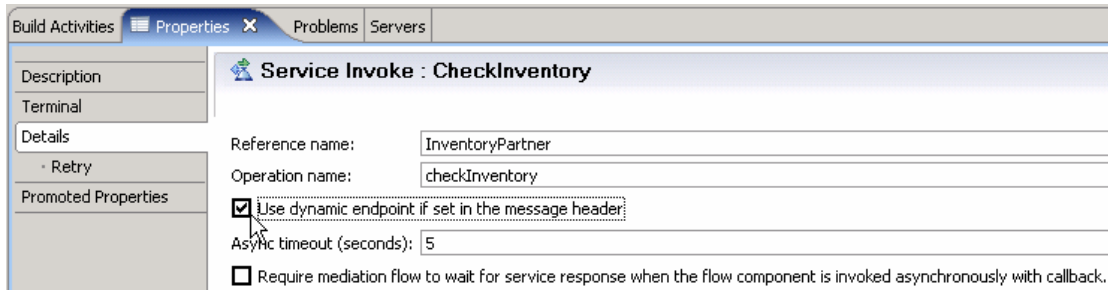 Build Activities Properties Problems Servers
Description
Terminal
Details
Retry
Promoted Properties
Service Invoke : CheckInventory
Reference name: InventoryPartner
Operation name: checkInventory
Use dynamic endpoint if set in the message header
Async timeout (seconds): 5
Require mediation flow to wait for service response when the flow component is invoked asynchronously with callback.